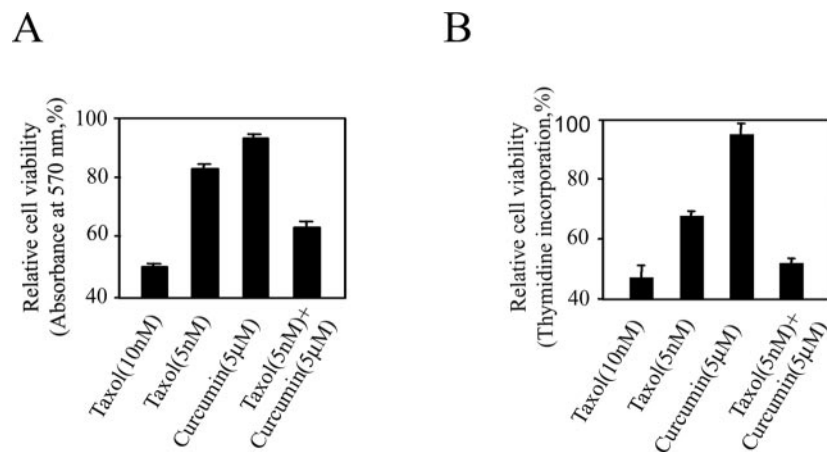 A
B
Relative cell viability
(Absorbance at 570 nm,%)
100
80
60
40
Taxol(10nM)
Taxol(5nM)
Curcumin(5µM)
Taxol(5nM)+
Curcumin(5µM)
Relative cell viability
(Thymidine incorporation,%)
100
80
60
40
Taxol(10nM)
Taxol(5nM)
Curcumin(5µM)
Taxol(5nM)+
Curcumin(5µM)